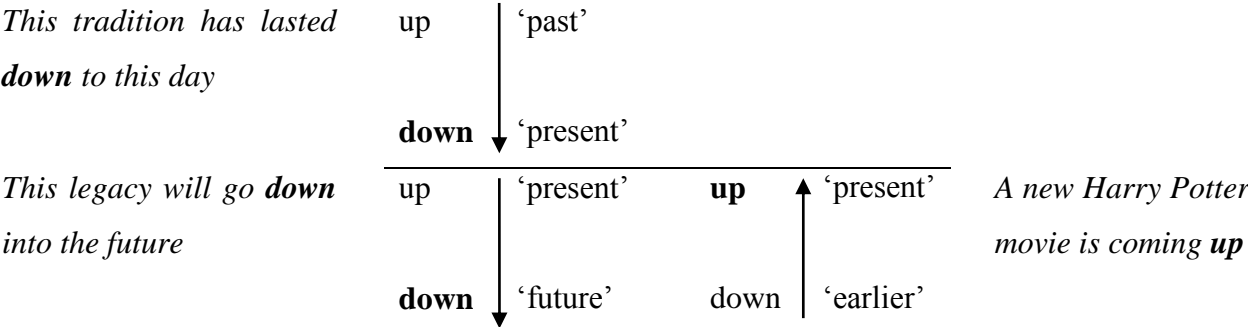 This tradition has lasted up ‘past’
down to this day
down ‘present’
This legacy will go down up ‘present’ up ‘present’ A new Harry Potter
into the future movie is coming up
down ‘future’ down ‘earlier’